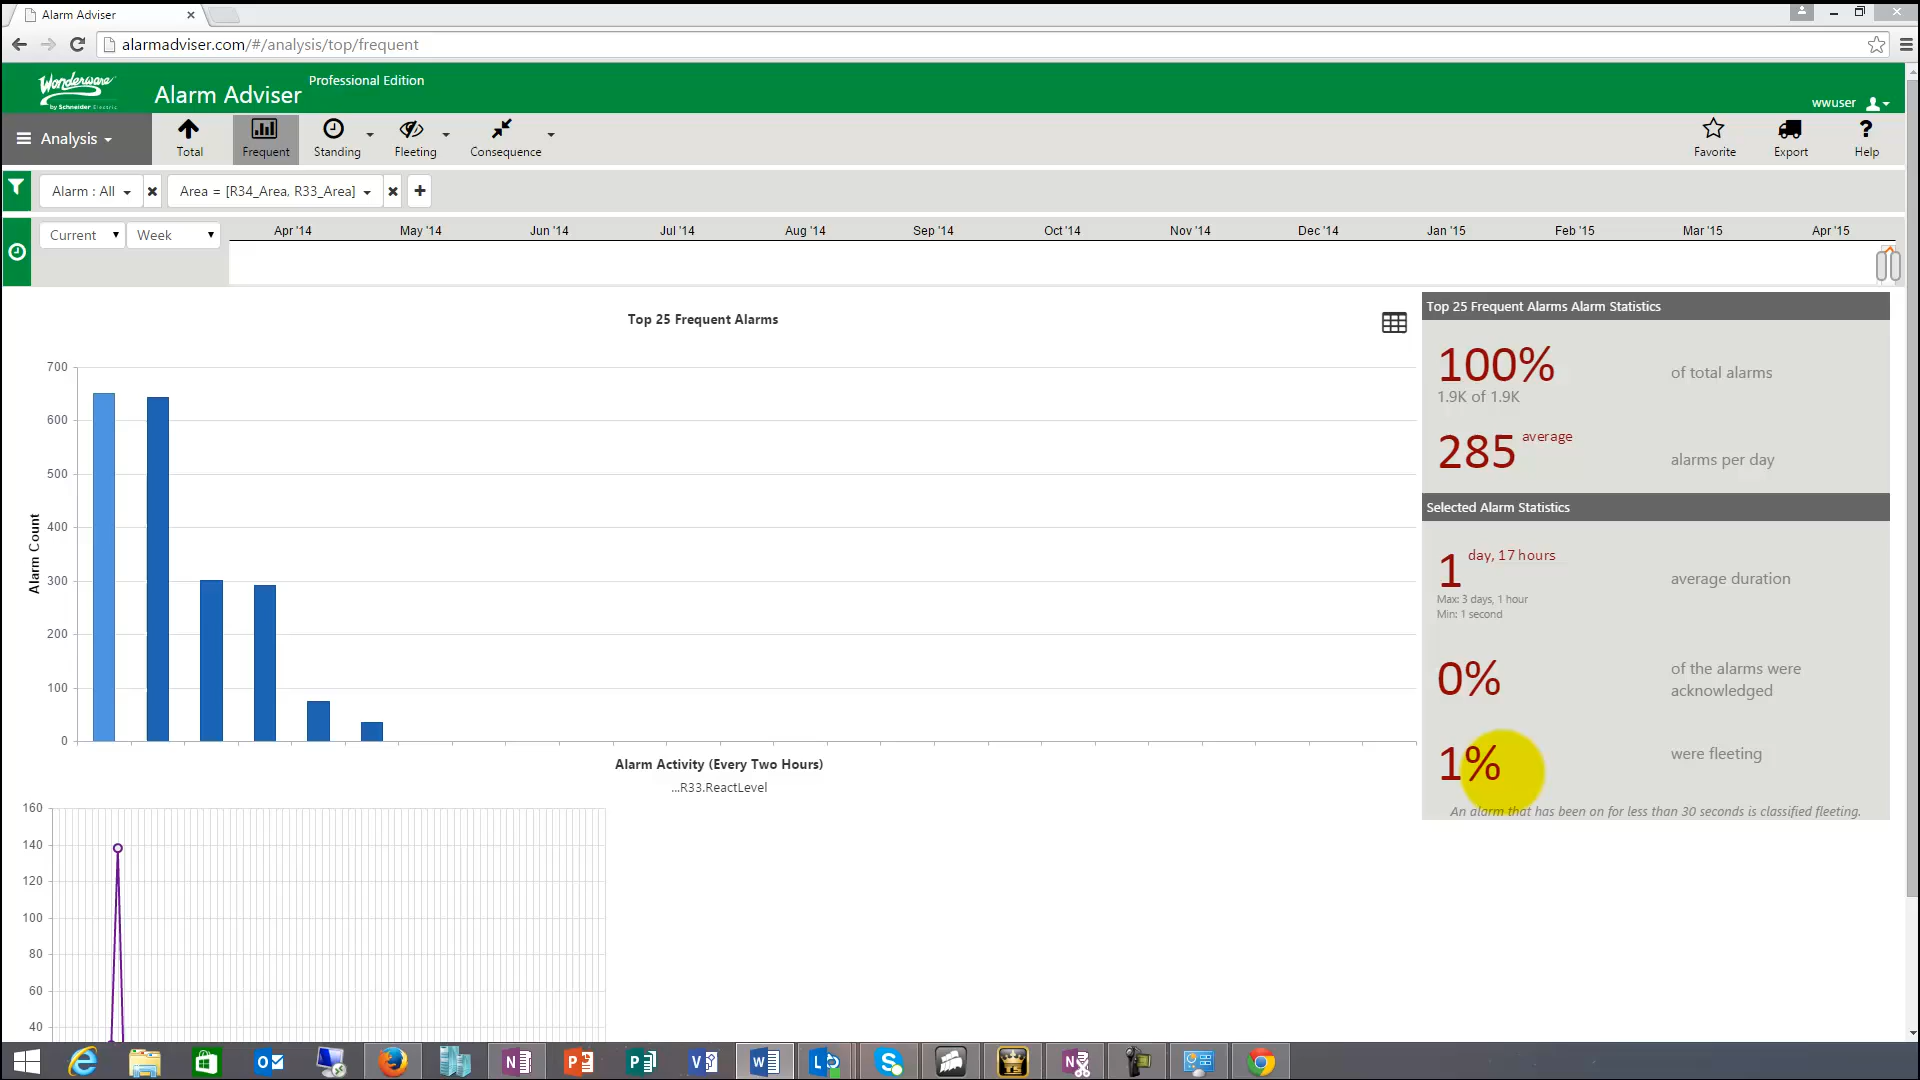 Alarm Adviser
alarmadviser.com/#/analysis/top/frequent
Wonderware
by Schneider Electric
Alarm Adviser
Professional Edition
wwuser
Analysis
Total
Frequent
Standing
Fleeting
Consequence
Favorite
Export
Help
Alarm : All
Area = [R34_Area, R33_Area]
Current
Week
Apr '14
May '14
Jun '14
Jul '14
Aug '14
Sep '14
Oct '14
Nov '14
Dec '14
Jan '15
Feb '15
Mar '15
Apr '15
Top 25 Frequent Alarms
700
600
500
400
300
200
100
0
Alarm Count
Alarm Activity (Every Two Hours)
...R33.ReactLevel
160
140
120
100
80
60
40
Top 25 Frequent Alarms Alarm Statistics
100%
of total alarms
1.9K of 1.9K
285 average
alarms per day
Selected Alarm Statistics
1 day, 17 hours
average duration
Max: 3 days, 1 hour
Min: 1 second
0%
of the alarms were
acknowledged
1%
were fleeting
An alarm that has been on for less than 30 seconds is classified fleeting.